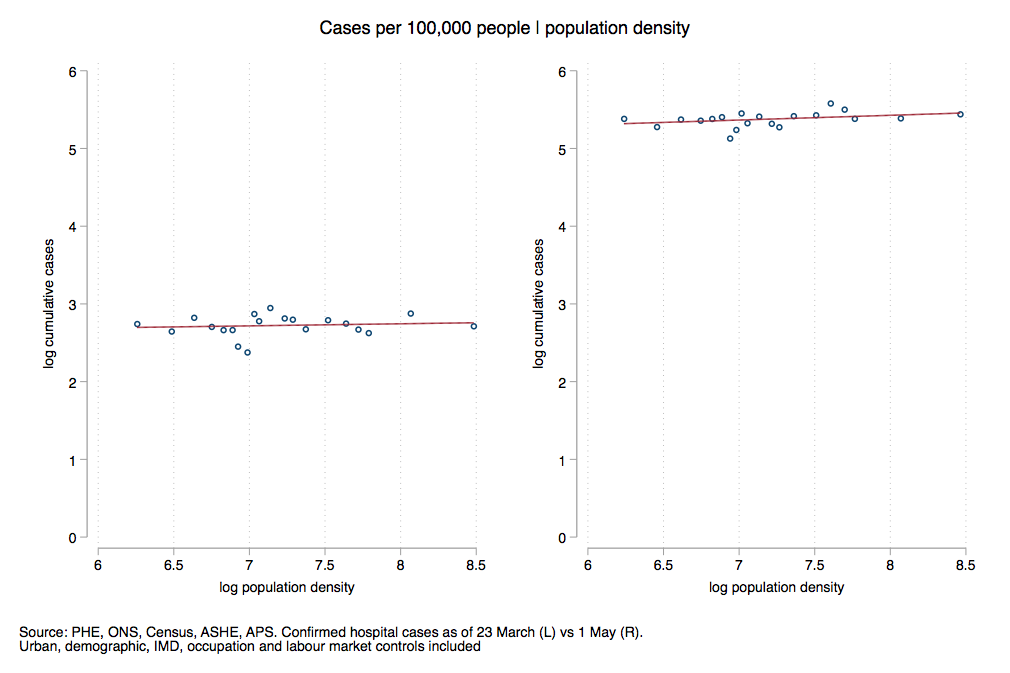 Cases per 100,000 people | population density
6
5
4
3
2
1
0
log cumulative cases
6 6.5 7 7.5 8 8.5
log population density
6
5
4
3
2
1
0
log cumulative cases
6 6.5 7 7.5 8 8.5
log population density
Source: PHE, ONS, Census, ASHE, APS. Confirmed hospital cases as of 23 March (L) vs 1 May (R).
Urban, demographic, IMD, occupation and labour market controls included